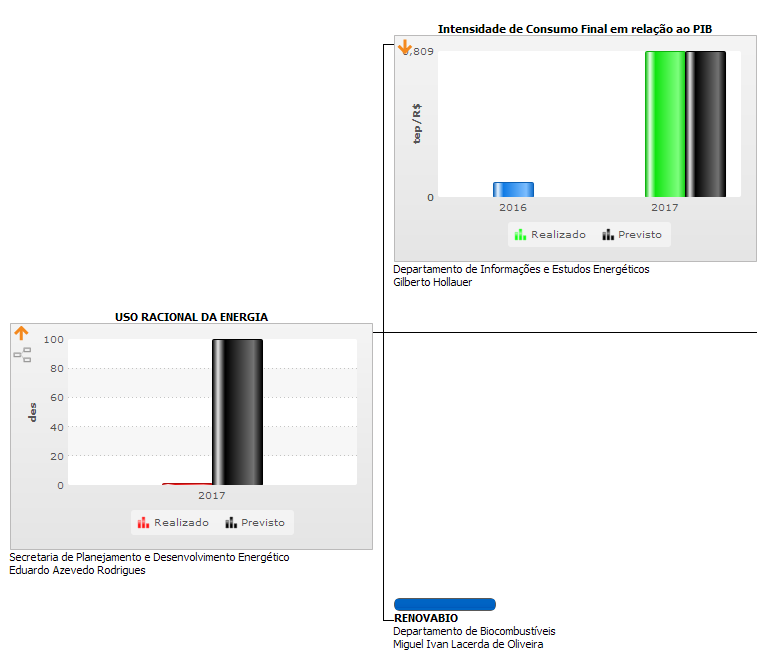 Intensidade de Consumo Final em relação ao PIB
tep/R$
0
2016
2017
Realizado
Previsto
Departamento de Informações e Estudos Energéticos
Gilberto Hollauer
USO RACIONAL DA ENERGIA
100
80
60
40
20
0
des
2017
Realizado
Previsto
Secretaria de Planejamento e Desenvolvimento Energético
Eduardo Azevedo Rodrigues
RENOVABIO
Departamento de Biocombustíveis
Miguel Ivan Lacerda de Oliveira